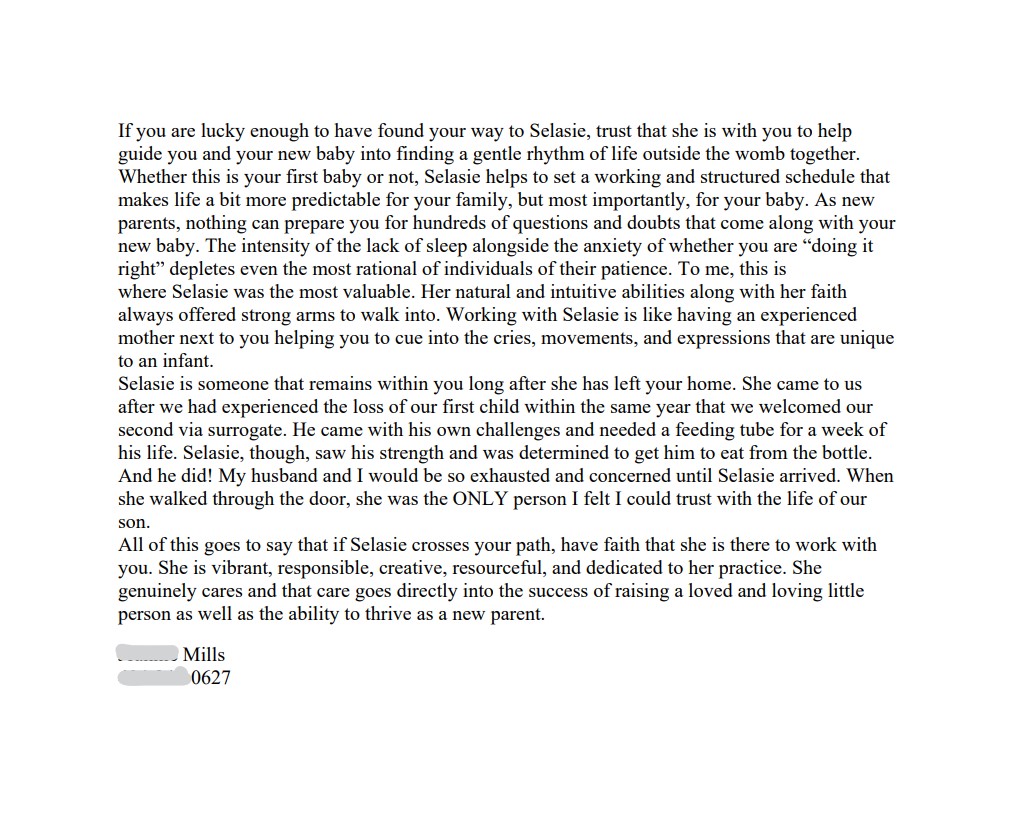 If you are lucky enough to have found your way to Selasie, trust that she is with you to help
guide you and your new baby into finding a gentle rhythm of life outside the womb together.
Whether this is your first baby or not, Selasie helps to set a working and structured schedule that
makes life a bit more predictable for your family, but most importantly, for your baby. As new
parents, nothing can prepare you for hundreds of questions and doubts that come along with your
new baby. The intensity of the lack of sleep alongside the anxiety of whether you are “doing it
right” depletes even the most rational of individuals of their patience. To me, this is
where Selasie was the most valuable. Her natural and intuitive abilities along with her faith
always offered strong arms to walk into. Working with Selasie is like having an experienced
mother next to you helping you to cue into the cries, movements, and expressions that are unique
to an infant.
Selasie is someone that remains within you long after she has left your home. She came to us
after we had experienced the loss of our first child within the same year that we welcomed our
second via surrogate. He came with his own challenges and needed a feeding tube for a week of
his life. Selasie, though, saw his strength and was determined to get him to eat from the bottle.
And he did! My husband and I would be so exhausted and concerned until Selasie arrived. When
she walked through the door, she was the ONLY person I felt I could trust with the life of our
son.
All of this goes to say that if Selasie crosses your path, have faith that she is there to work with
you. She is vibrant, responsible, creative, resourceful, and dedicated to her practice. She
genuinely cares and that care goes directly into the success of raising a loved and loving little
person as well as the ability to thrive as a new parent.
Mills
0627